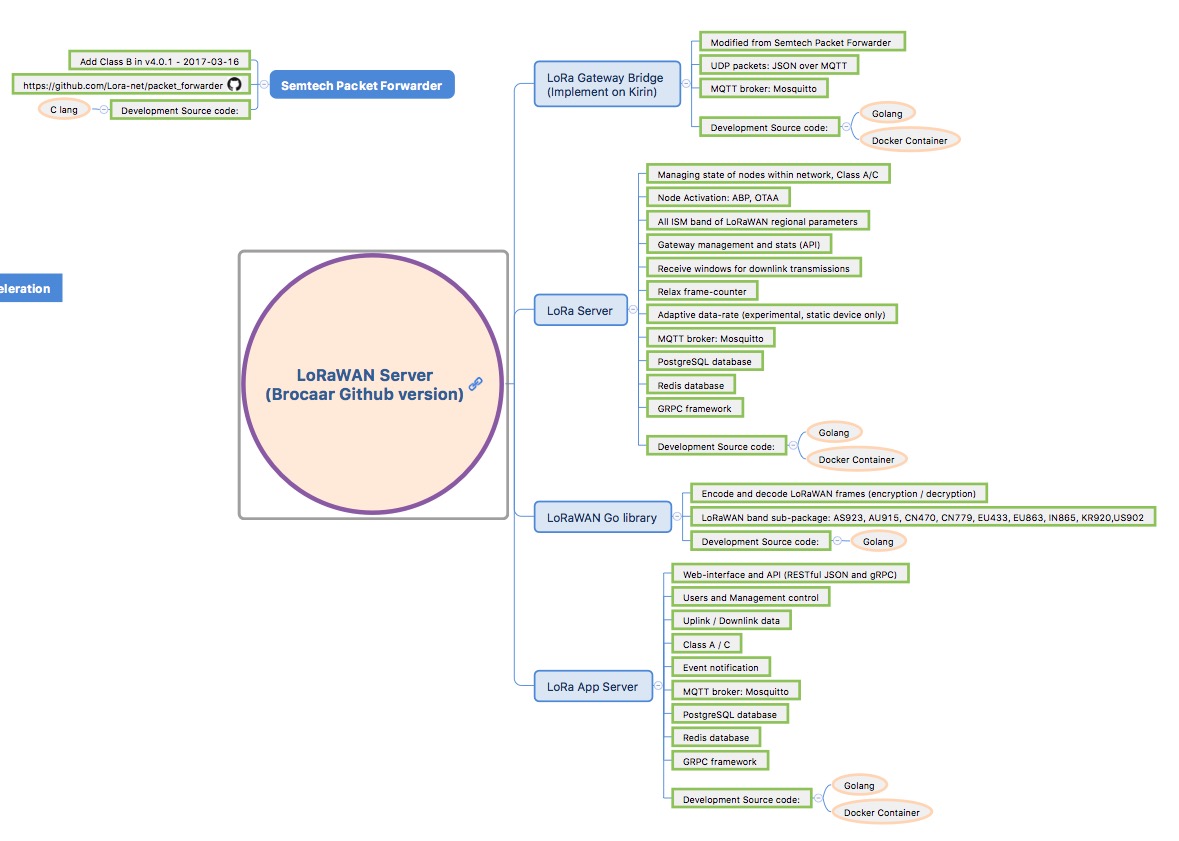 Add Class B in v4.0.1 - 2017-03-16
https://github.com/Lora-net/packet_forwarder
C lang
Development Source code:
Semtech Packet Forwarder
eleration
LoRaWAN Server
(Brocaar Github version)
LoRa Gateway Bridge
(Implement on Kirin)
Modified from Semtech Packet Forwarder
UDP packets: JSON over MQTT
MQTT broker: Mosquitto
Development Source code:
Golang
Docker Container
LoRa Server
Managing state of nodes within network, Class A/C
Node Activation: ABP, OTAA
All ISM band of LoRaWAN regional parameters
Gateway management and stats (API)
Receive windows for downlink transmissions
Relax frame-counter
Adaptive data-rate (experimental, static device only)
MQTT broker: Mosquitto
PostgreSQL database
Redis database
GRPC framework
Development Source code:
Golang
Docker Container
LoRaWAN Go library
Encode and decode LoRaWAN frames (encryption / decryption)
LoRaWAN band sub-package: AS923, AU915, CN470, CN779, EU433, EU863, IN865, KR920,US902
Development Source code:
Golang
LoRa App Server
Web-interface and API (RESTful JSON and gRPC)
Users and Management control
Uplink / Downlink data
Class A / C
Event notification
MQTT broker: Mosquitto
PostgreSQL database
Redis database
GRPC framework
Development Source code:
Golang
Docker Container